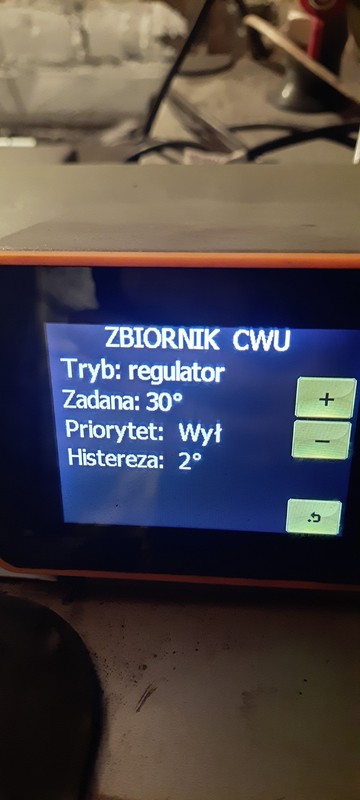 ZBIORNIK CWU
Tryb: regulator
Zadana: 30°
Priorytet: Wył
Histereza: 2°
+
-